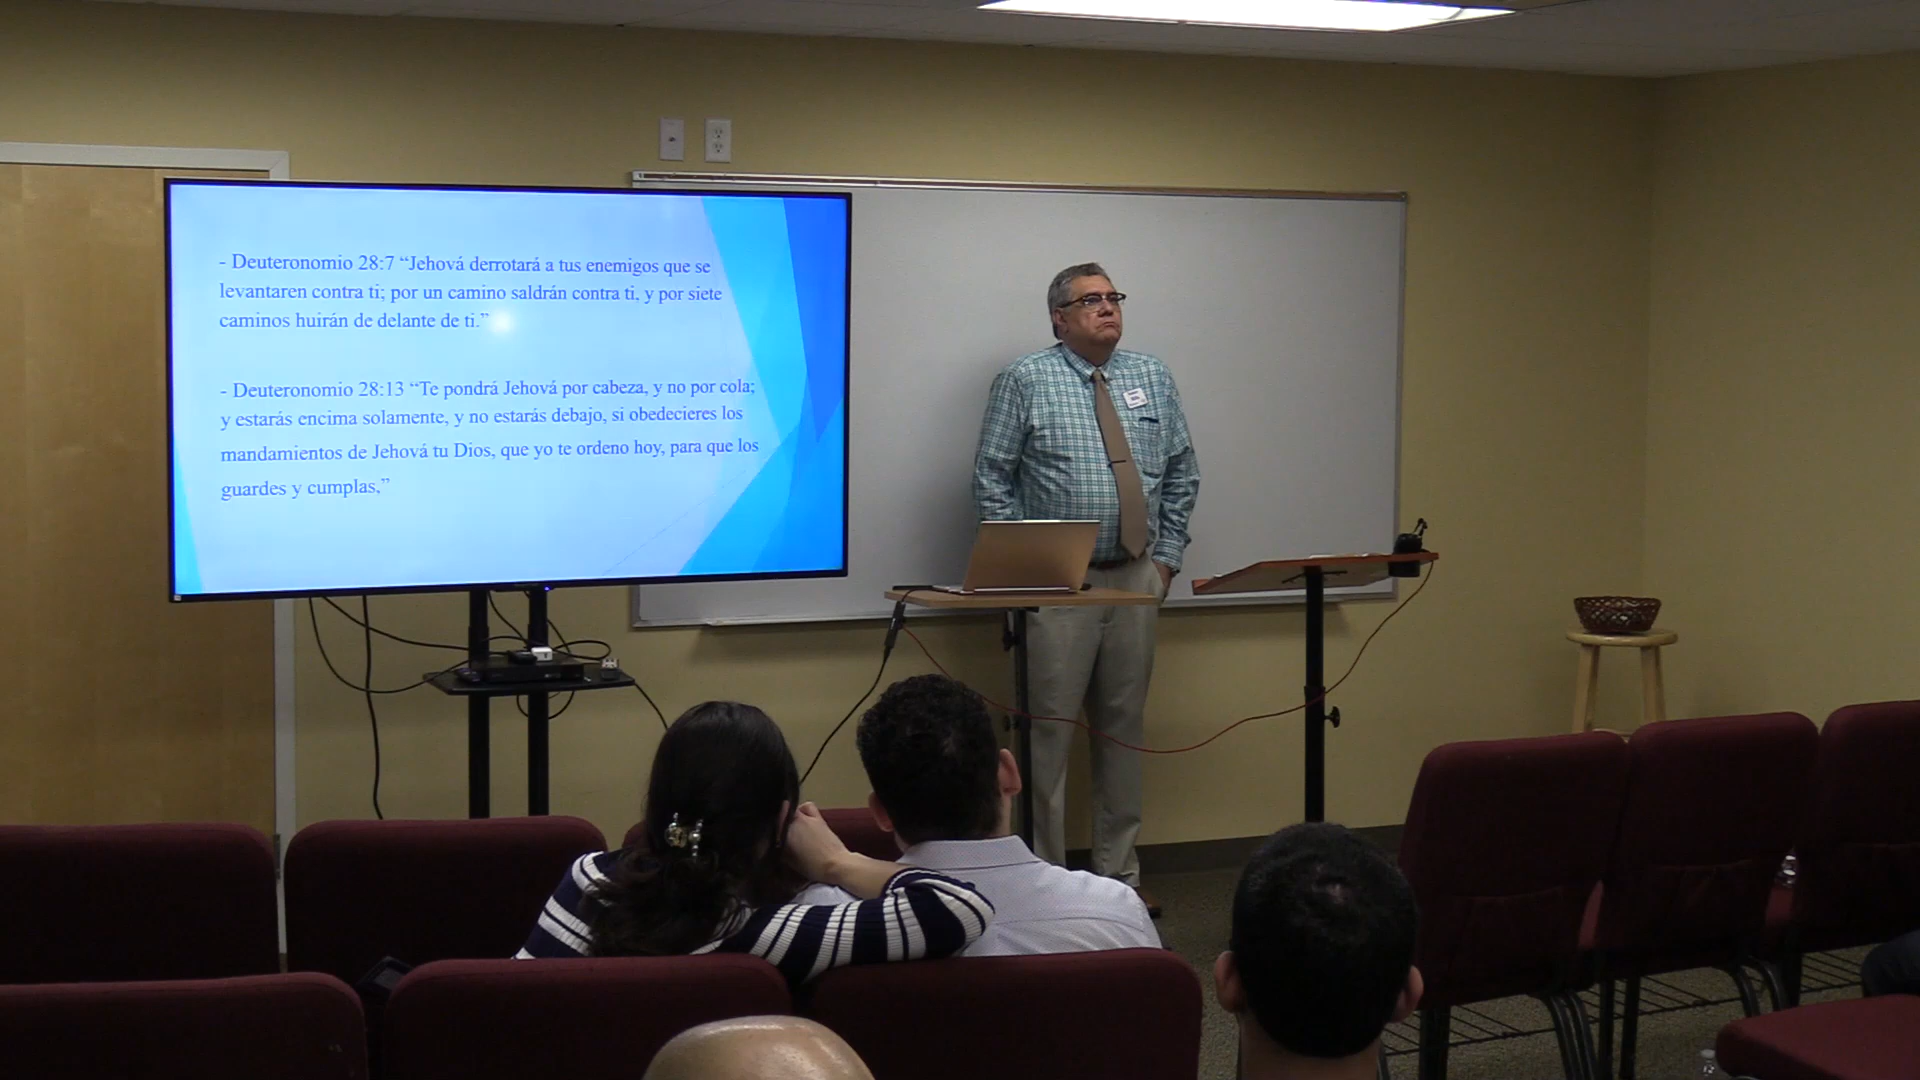 - Deuteronomio 28:7 “Jehová derrotará a tus enemigos que se
levantaren contra ti; por un camino saldrán contra ti, y por siete
caminos huirán de delante de ti.”
- Deuteronomio 28:13 “Te pondrá Jehová por cabeza, y no por cola;
y estarás encima solamente, y no estarás debajo, si obedecieres los
mandamientos de Jehová tu Dios, que yo te ordeno hoy, para que los
guardes y cumplas,”